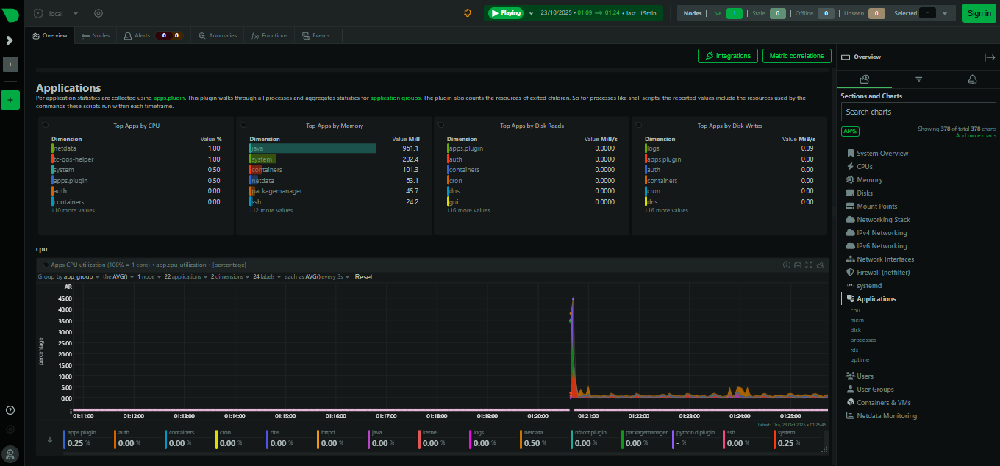 local
Playing
23/10/2025 • 01:09 → 01:24 • last 15min
Nodes | Live 1 | Stale 0 | Offline 0 | Unseen 0 | Selected -
Sign in
Overview
Nodes
Alerts 0 0
Anomalies
Functions
Events
Integrations
Metric correlations
Applications
Per application statistics are collected using apps.plugin. This plugin walks through all processes and aggregates statistics for application groups. The plugin also counts the resources of exited children. So for processes like shell scripts, the reported values include the resources used by the
commands these scripts run within each timeframe.
Top Apps by CPU
Dimension Value %
netdata 1.00
tc-qos-helper 1.00
system 0.50
apps.plugin 0.50
auth 0.00
containers 0.00
↓10 more values
Top Apps by Memory
Dimension Value MiB
java 961.1
system 202.4
containers 101.3
netdata 63.1
packagemanager 45.7
ssh 24.2
↓12 more values
Top Apps by Disk Reads
Dimension Value MiB/s
apps.plugin 0.0000
auth 0.0000
containers 0.0000
cron 0.0000
dns 0.0000
gui 0.0000
↓16 more values
Top Apps by Disk Writes
Dimension Value MiB/s
logs 0.09
apps.plugin 0.00
auth 0.00
containers 0.00
cron 0.00
dns 0.00
↓16 more values
cpu
Apps CPU utilization (100% = 1 core) • app.cpu_utilization • [percentage]
Group by app_group the AVG() 1 node 22 applications 2 dimensions 24 labels each as AVG() every 3s Reset
AR
45.00
40.00
35.00
30.00
25.00
20.00
15.00
10.00
5.00
0.00
percentage
i
01:11:00 01:12:00 01:13:00 01:14:00 01:15:00 01:16:00 01:17:00 01:18:00 01:19:00 01:20:00 01:21:00 01:22:00 01:23:00 01:24:00 01:25:00
Latest: Thu, 23 Oct 2025 • 01:25:45
apps.plugin auth containers cron dns httpd java kernel logs netdata nfacct.plugin packagemanager python.d.plugin ssh system
0.25 % 0.00 % 0.00 % 0.00 % 0.00 % 0.00 % 0.00 % 0.00 % 0.00 % 0.50 % 0.00 % 0.00 % - % 0.00 % 0.25 %
Overview
Sections and Charts
Search charts
AR%
Showing 378 of total 378 charts
Add more charts
System Overview
CPUs
Memory
Disks
Mount Points
Networking Stack
IPv4 Networking
IPv6 Networking
Network Interfaces
Firewall (netfilter)
systemd
Applications
cpu
mem
disk
processes
fds
uptime
Users
User Groups
Containers & VMs
Netdata Monitoring